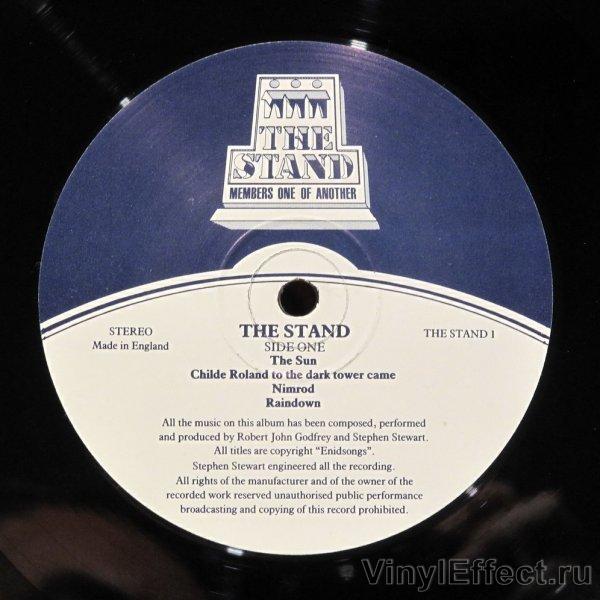 THE
STAND
MEMBERS ONE OF ANOTHER
STEREO
Made in England
THE STAND
SIDE ONE
THE STAND 1
The Sun
Childe Roland to the dark tower came
Nimrod
Raindown
All the music on this album has been composed, performed
and produced by Robert John Godfrey and Stephen Stewart.
All titles are copyright "Enidsongs".
Stephen Stewart engineered all the recording.
All rights of the manufacturer and of the owner of the
recorded work reserved unauthorised public performance
broadcasting and copying of this record prohibited.
VinylEffect.ru